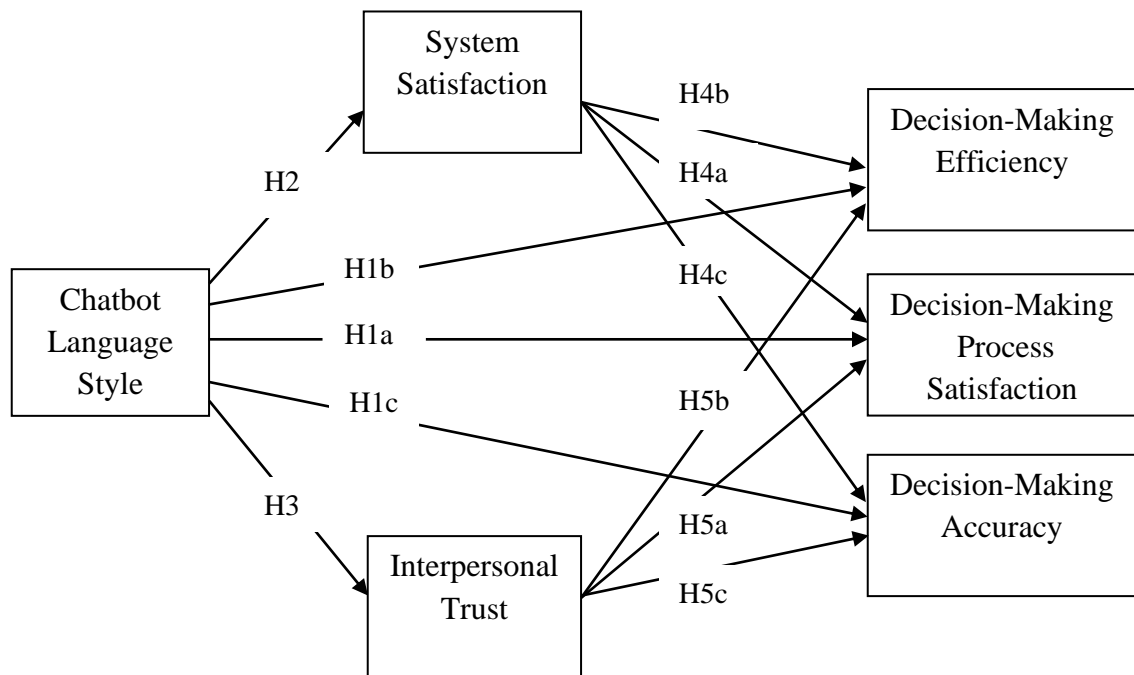 System
Satisfaction
H4b
Decision-Making
Efficiency
H4a
H2
H1b
H4c
Chatbot
Language
Style
H1a
Decision-Making
Process
Satisfaction
H1c
H5b
H3
Decision-Making
Accuracy
H5a
Interpersonal
Trust
H5c